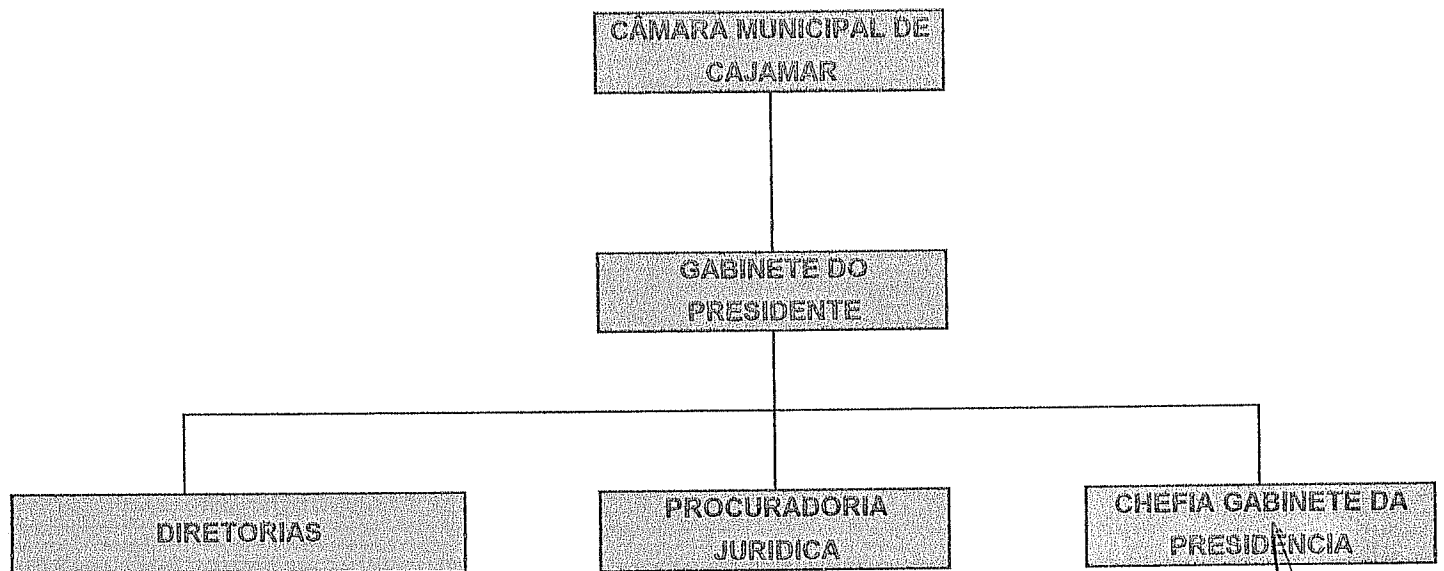 CÂMARA MUNICIPAL DE
CAJAMAR
GABINETE DO
PRESIDENTE
DIRETORIAS
PROCURADORIA
JURIDICA
CHEFIA GABINETE DA
PRESIDÊNCIA